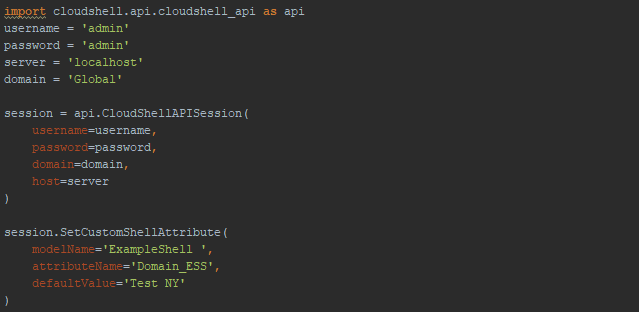 import cloudshell.api.cloudshell_api as api
username = 'admin'
password = 'admin'
server = 'localhost'
domain = 'Global'

session = api.CloudShellAPISession(
    username=username,
    password=password,
    domain=domain,
    host=server
)

session.SetCustomShellAttribute(
    modelName='ExampleShell ',
    attributeName='Domain_ESS',
    defaultValue='Test NY'
)